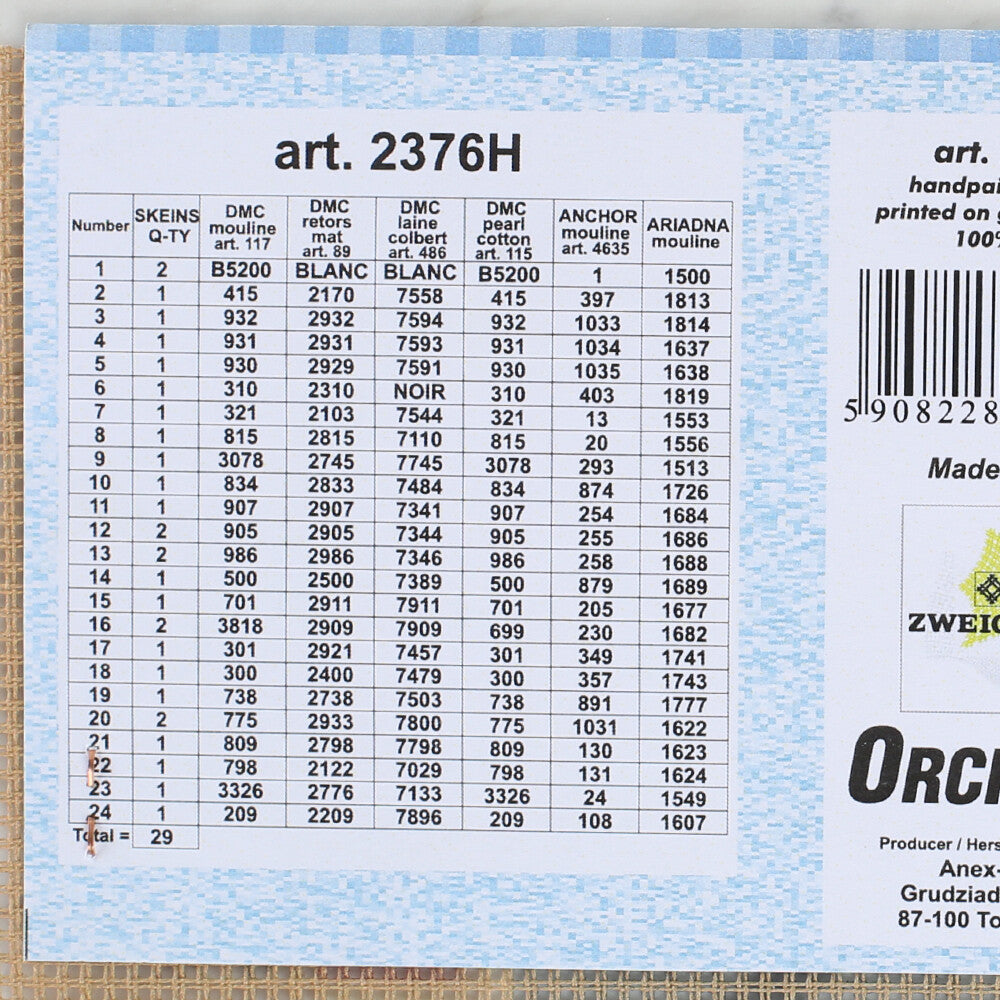 art. 2376H
Number SKEINS Q-TY DMC mouline art. 117 DMC retors mat art. 89 DMC laine colbert art. 486 DMC pearl cotton art. 115 ANCHOR mouline art. 4635 ARIADNA mouline
1 2 B5200 BLANC BLANC B5200 1 1500
2 1 415 2170 7558 415 397 1813
3 1 932 2932 7594 932 1033 1814
4 1 931 2931 7593 931 1034 1637
5 1 930 2929 7591 930 1035 1638
6 1 310 2310 NOIR 310 403 1819
7 1 321 2103 7544 321 13 1553
8 1 815 2815 7110 815 20 1556
9 1 3078 2745 7745 3078 293 1513
10 1 834 2833 7484 834 874 1726
11 1 907 2907 7341 907 254 1684
12 2 905 2905 7344 905 255 1686
13 2 986 2986 7346 986 258 1688
14 1 500 2500 7389 500 879 1689
15 1 701 2911 7911 701 205 1677
16 2 3818 2909 7909 699 230 1682
17 1 301 2921 7457 301 349 1741
18 1 300 2400 7479 300 357 1743
19 1 738 2738 7503 738 891 1777
20 2 775 2933 7800 775 1031 1622
21 1 809 2798 7798 809 130 1623
22 1 798 2122 7029 798 131 1624
23 1 3326 2776 7133 3326 24 1549
24 1 209 2209 7896 209 108 1607
Total = 29
art.
handpai
printed on
100%
5 908228
Made
ZWEIG
ORCH
Producer / Hers
Anex-
Grudziad
87-100 To